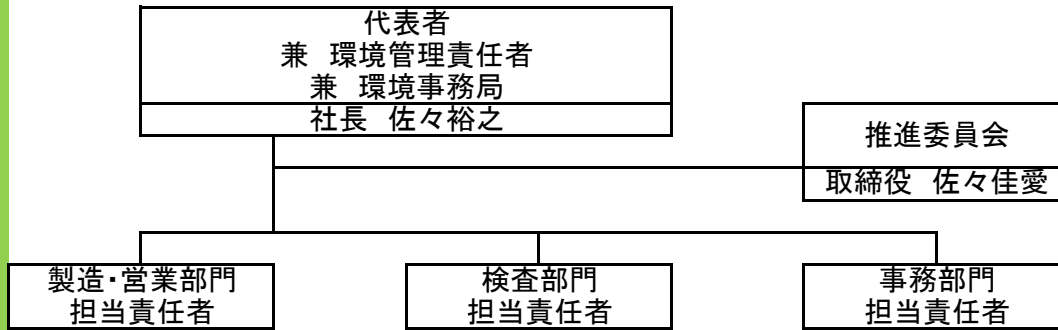 代表者
兼　環境管理責任者
兼　環境事務局
社長　佐々裕之
推進委員会
取締役　佐々佳愛
製造・営業部門
担当責任者
検査部門
担当責任者
事務部門
担当責任者